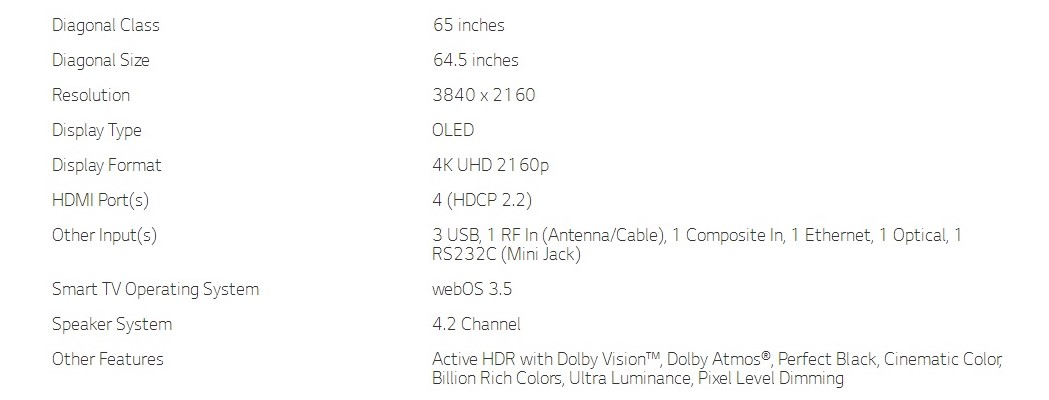 Diagonal Class 65 inches
Diagonal Size 64.5 inches
Resolution 3840 x 2160
Display Type OLED
Display Format 4K UHD 2160p
HDMI Port(s) 4 (HDCP 2.2)
Other Input(s) 3 USB, 1 RF In (Antenna/Cable), 1 Composite In, 1 Ethernet, 1 Optical, 1
RS232C (Mini Jack)
Smart TV Operating System webOS 3.5
Speaker System 4.2 Channel
Other Features Active HDR with Dolby Vision™, Dolby Atmos®, Perfect Black, Cinematic Color,
Billion Rich Colors, Ultra Luminance, Pixel Level Dimming